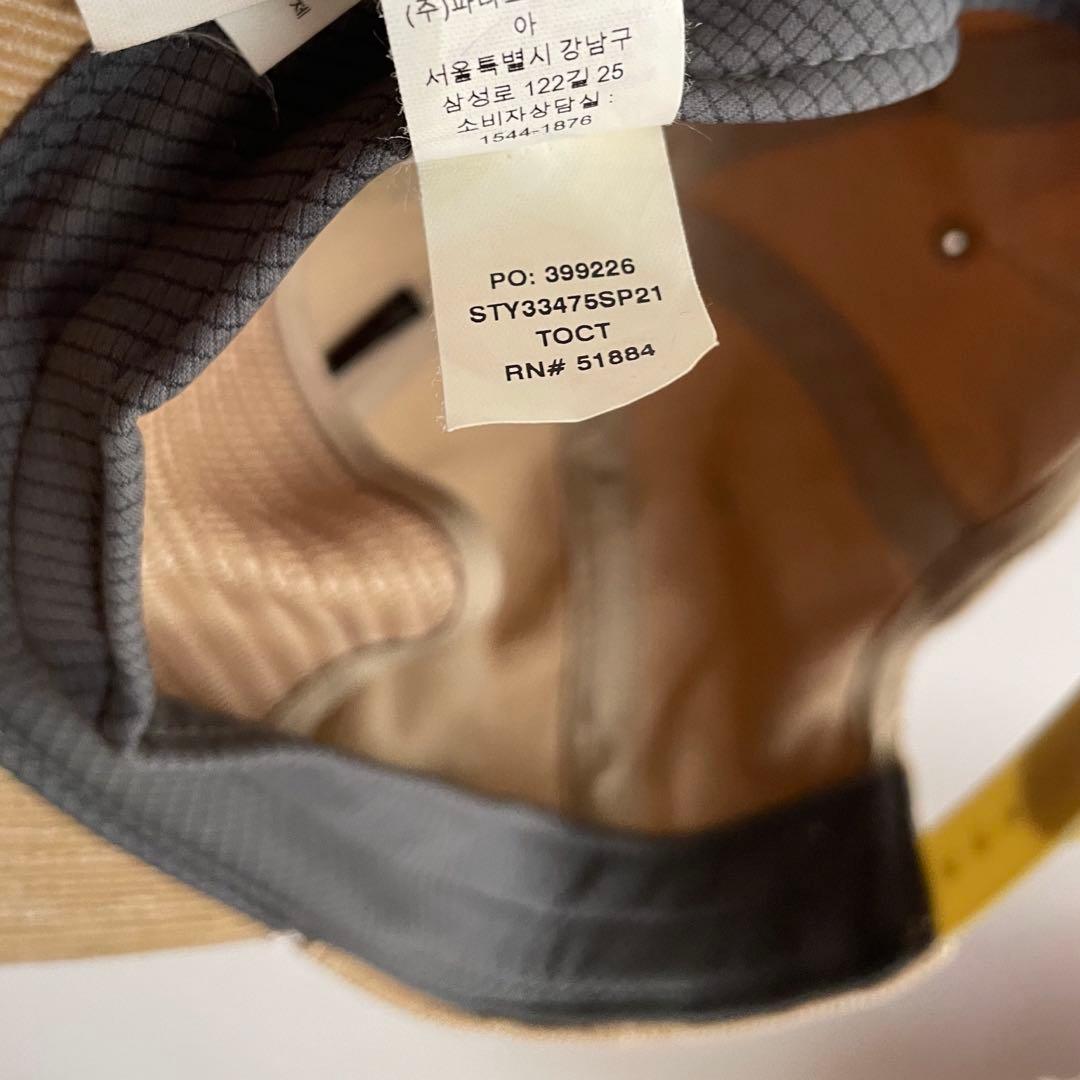 제
아
서울특별시 강남구
삼성로 122길 25
소비자상담실 :
1544-1876
PO: 399226
STY33475SP21
TOCT
RN# 51884